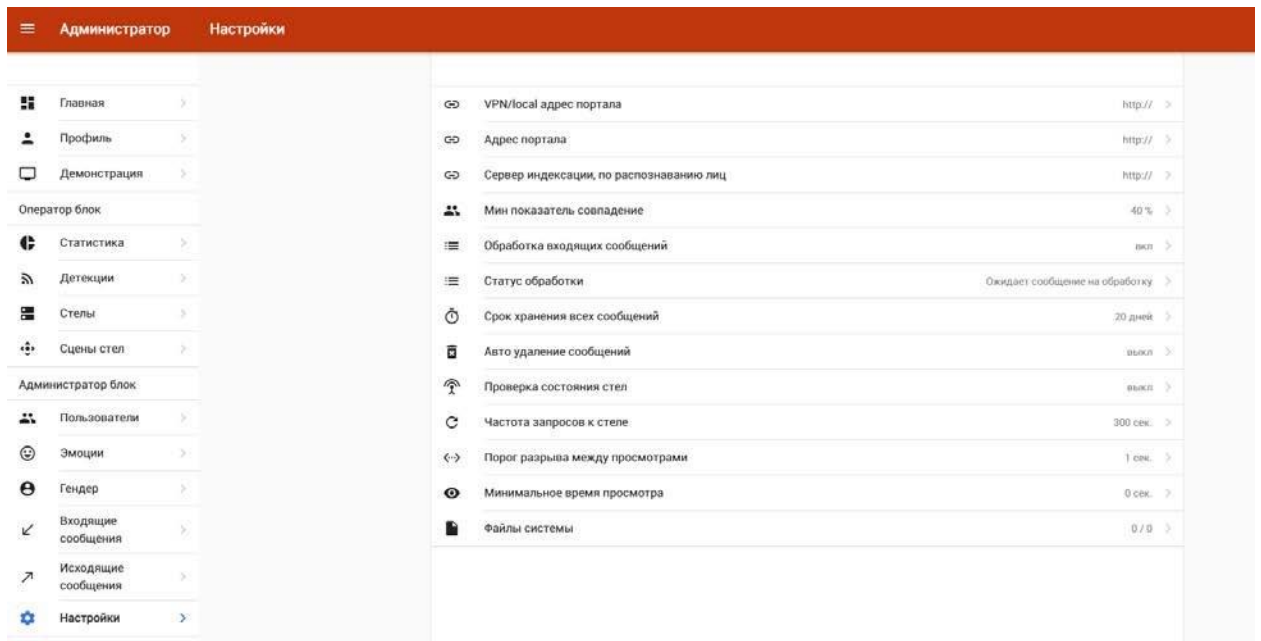 Администратор
Настройки
Главная
Профиль
Демонстрация
Оператор блок
Статистика
Детекции
Стелы
Сцены стел
Администратор блок
Пользователи
Эмоции
Гендер
Входящие
сообщения
Исходящие
сообщения
Настройки
VPN/local адрес портала http://
Адрес портала http://
Сервер индексации, по распознаванию лиц http://
Мин показатель совпадение 40 %
Обработка входящих сообщений вкл
Статус обработки Ожидает сообщение на обработку
Срок хранения всех сообщений 20 дней
Авто удаление сообщений выкл
Проверка состояния стел выкл
Частота запросов к стеле 300 сек.
Порог разрыва между просмотрами 1 сек.
Минимальное время просмотра 0 сек.
Файлы системы 0 / 0